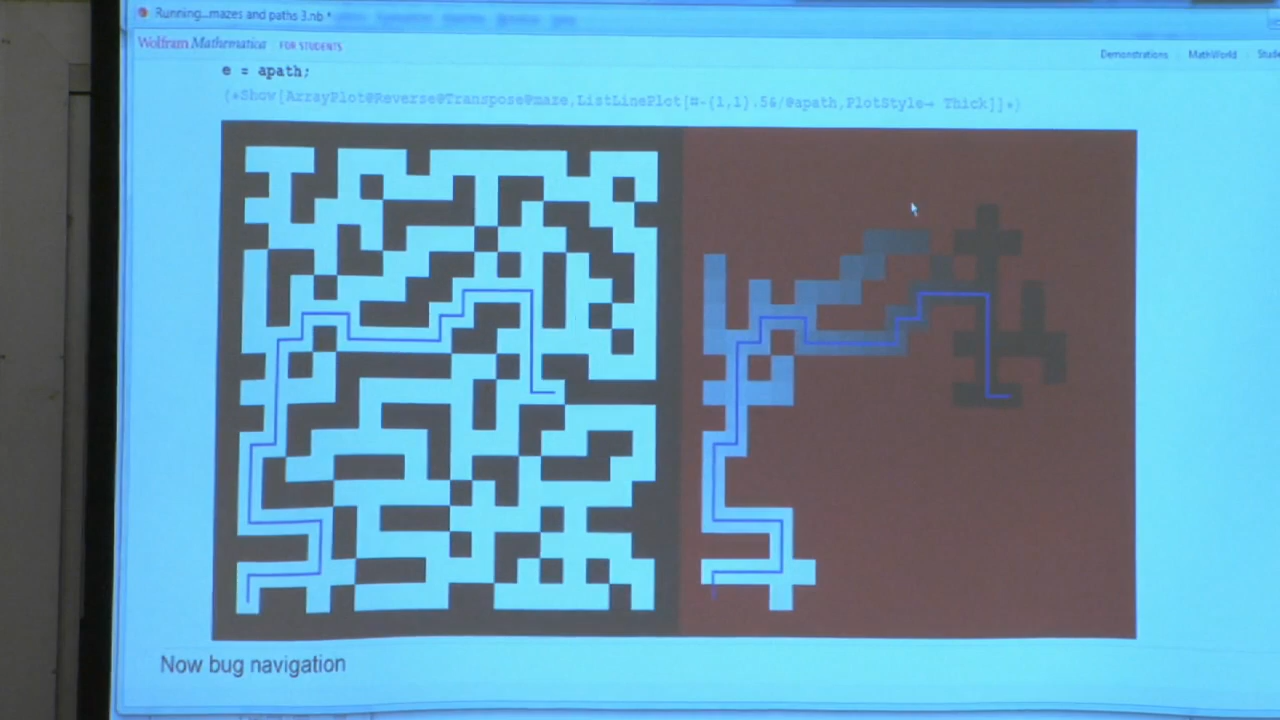 Running...mazes and paths 3.nb *
Wolfram Mathematica FOR STUDENTS
Demonstrations MathWorld
e = apath;
(*Show[ArrayPlot@Reverse@Transpose@maze,ListLinePlot[#-{1,1}.5&/@apath,PlotStyle→ Thick]]*)
Now bug navigation